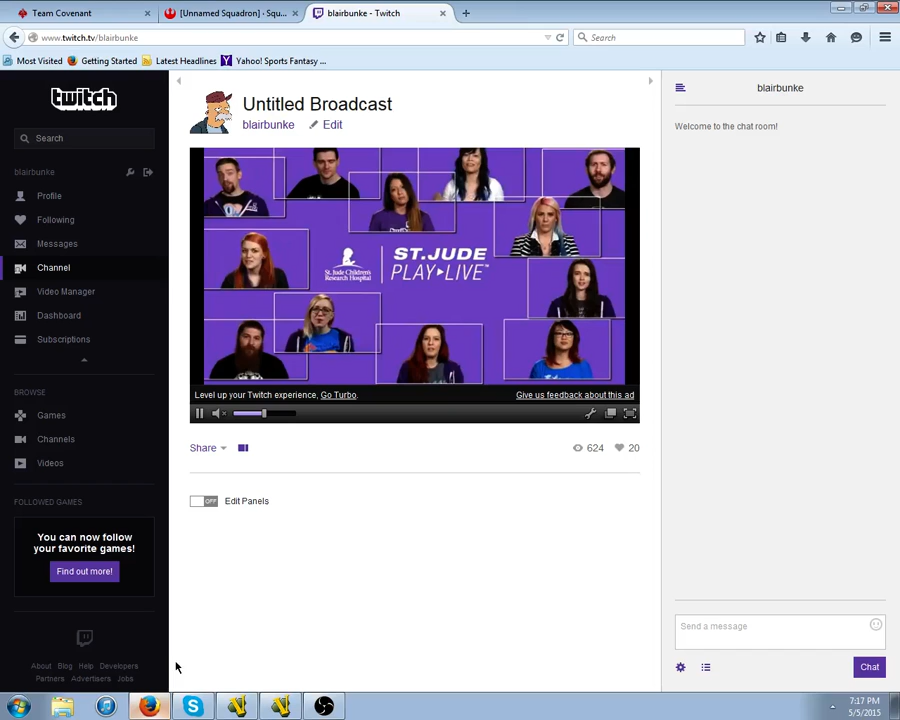 Team Covenant
[Unnamed Squadron] · Squ...
blairbunke - Twitch
www.twitch.tv/blairbunke
Search
Most Visited
Getting Started
Latest Headlines
Yahoo! Sports Fantasy ...
twitch
Search
blairbunke
Profile
Following
Messages
Channel
Video Manager
Dashboard
Subscriptions
BROWSE
Games
Channels
Videos
FOLLOWED GAMES
You can now follow
your favorite games!
Find out more!
About Blog Help Developers
Partners Advertisers Jobs
Untitled Broadcast
blairbunke Edit
St. Jude Children's
Research Hospital
ST.JUDE
PLAY LIVE
Level up your Twitch experience, Go Turbo.
Give us feedback about this ad
Share
624
20
OFF
Edit Panels
blairbunke
Welcome to the chat room!
Send a message
Chat
7:17 PM
5/5/2015